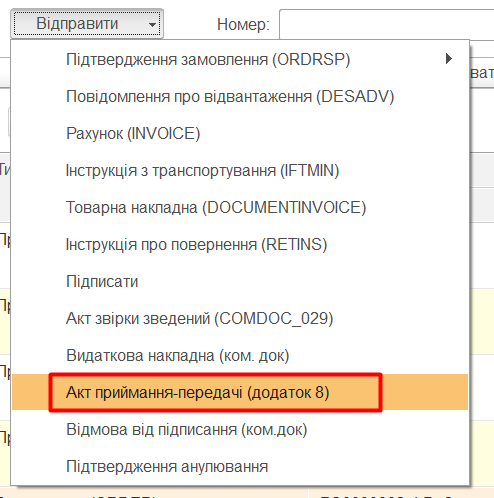 Відправити
Номер:
Підтвердження замовлення (ORDRSP)
Повідомлення про відвантаження (DESADV)
Рахунок (INVOICE)
Інструкція з транспортування (IFTMIN)
Товарна накладна (DOCUMENTINVOICE)
Інструкція про повернення (RETINS)
Підписати
Акт звірки зведений (COMDOC_029)
Видаткова накладна (ком. док)
Акт приймання-передачі (додаток 8)
Відмова від підписання (ком.док)
Підтвердження анулювання